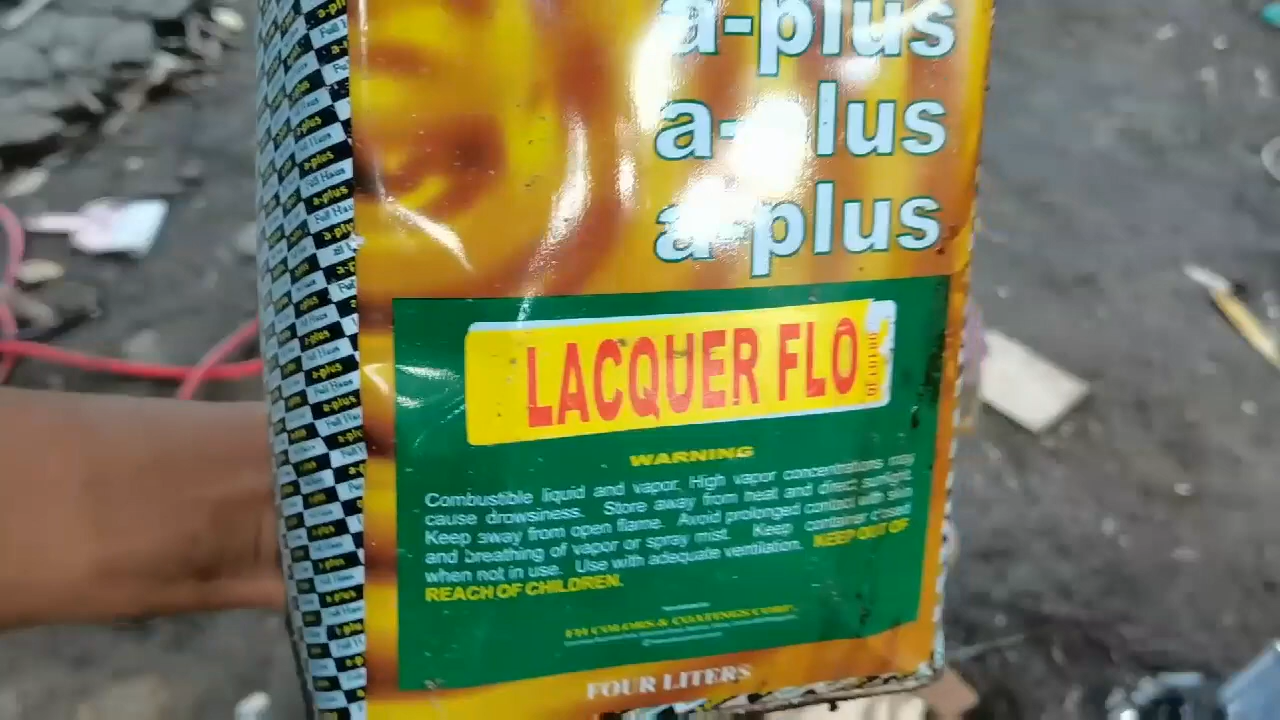 a-plus
a-plus
a-plus
LACQUER FLO
WARNING
Combustible liquid and vapor. High vapor concentrations may
cause drowsiness. Store away from heat and direct sunlight.
Keep away from open flame. Avoid prolonged contact with skin
and breathing of vapor or spray mist. Keep container closed
when not in use. Use with adequate ventilation. KEEP OUT OF
REACH OF CHILDREN.
COLORS & COATINGS CORP.
FOUR LITERS